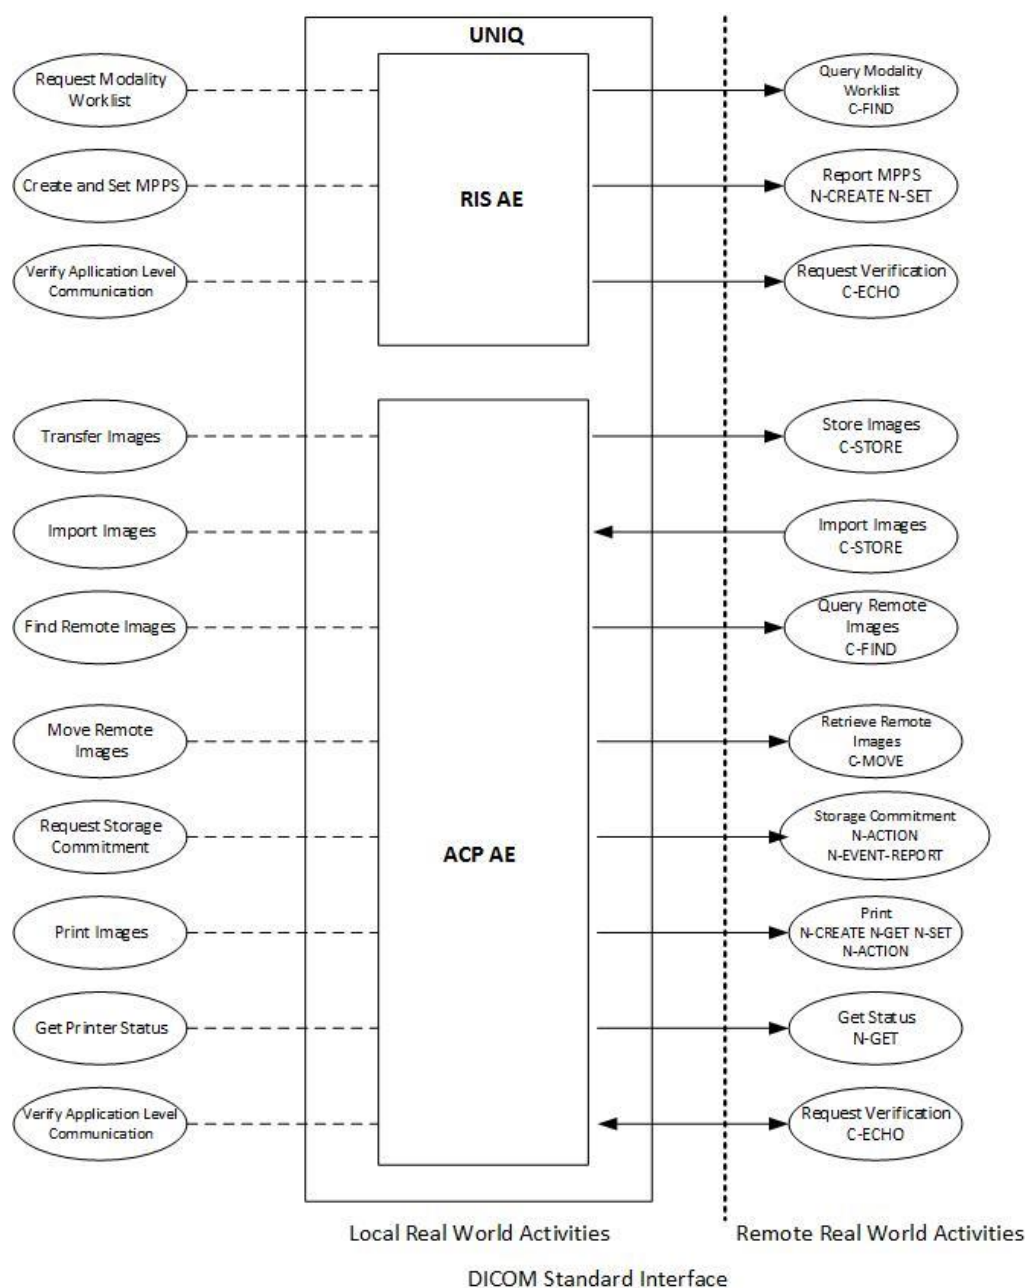 UNIQ
Request Modality
Worklist
Query Modality
Worklist
C-FIND
Create and Set MPPS
RIS AE
Report MPPS
N-CREATE N-SET
Verify Apllication Level
Communication
Request Verification
C-ECHO
Transfer Images
Store Images
C-STORE
Import Images
Import Images
C-STORE
Find Remote Images
Query Remote
Images
C-FIND
Move Remote
Images
Retrieve Remote
Images
C-MOVE
Request Storage
Commitment
ACP AE
Storage Commitment
N-ACTION
N-EVENT-REPORT
Print Images
Print
N-CREATE N-GET N-SET
N-ACTION
Get Printer Status
Get Status
N-GET
Verify Application Level
Communication
Request Verification
C-ECHO
Local Real World Activities
Remote Real World Activities
DICOM Standard Interface